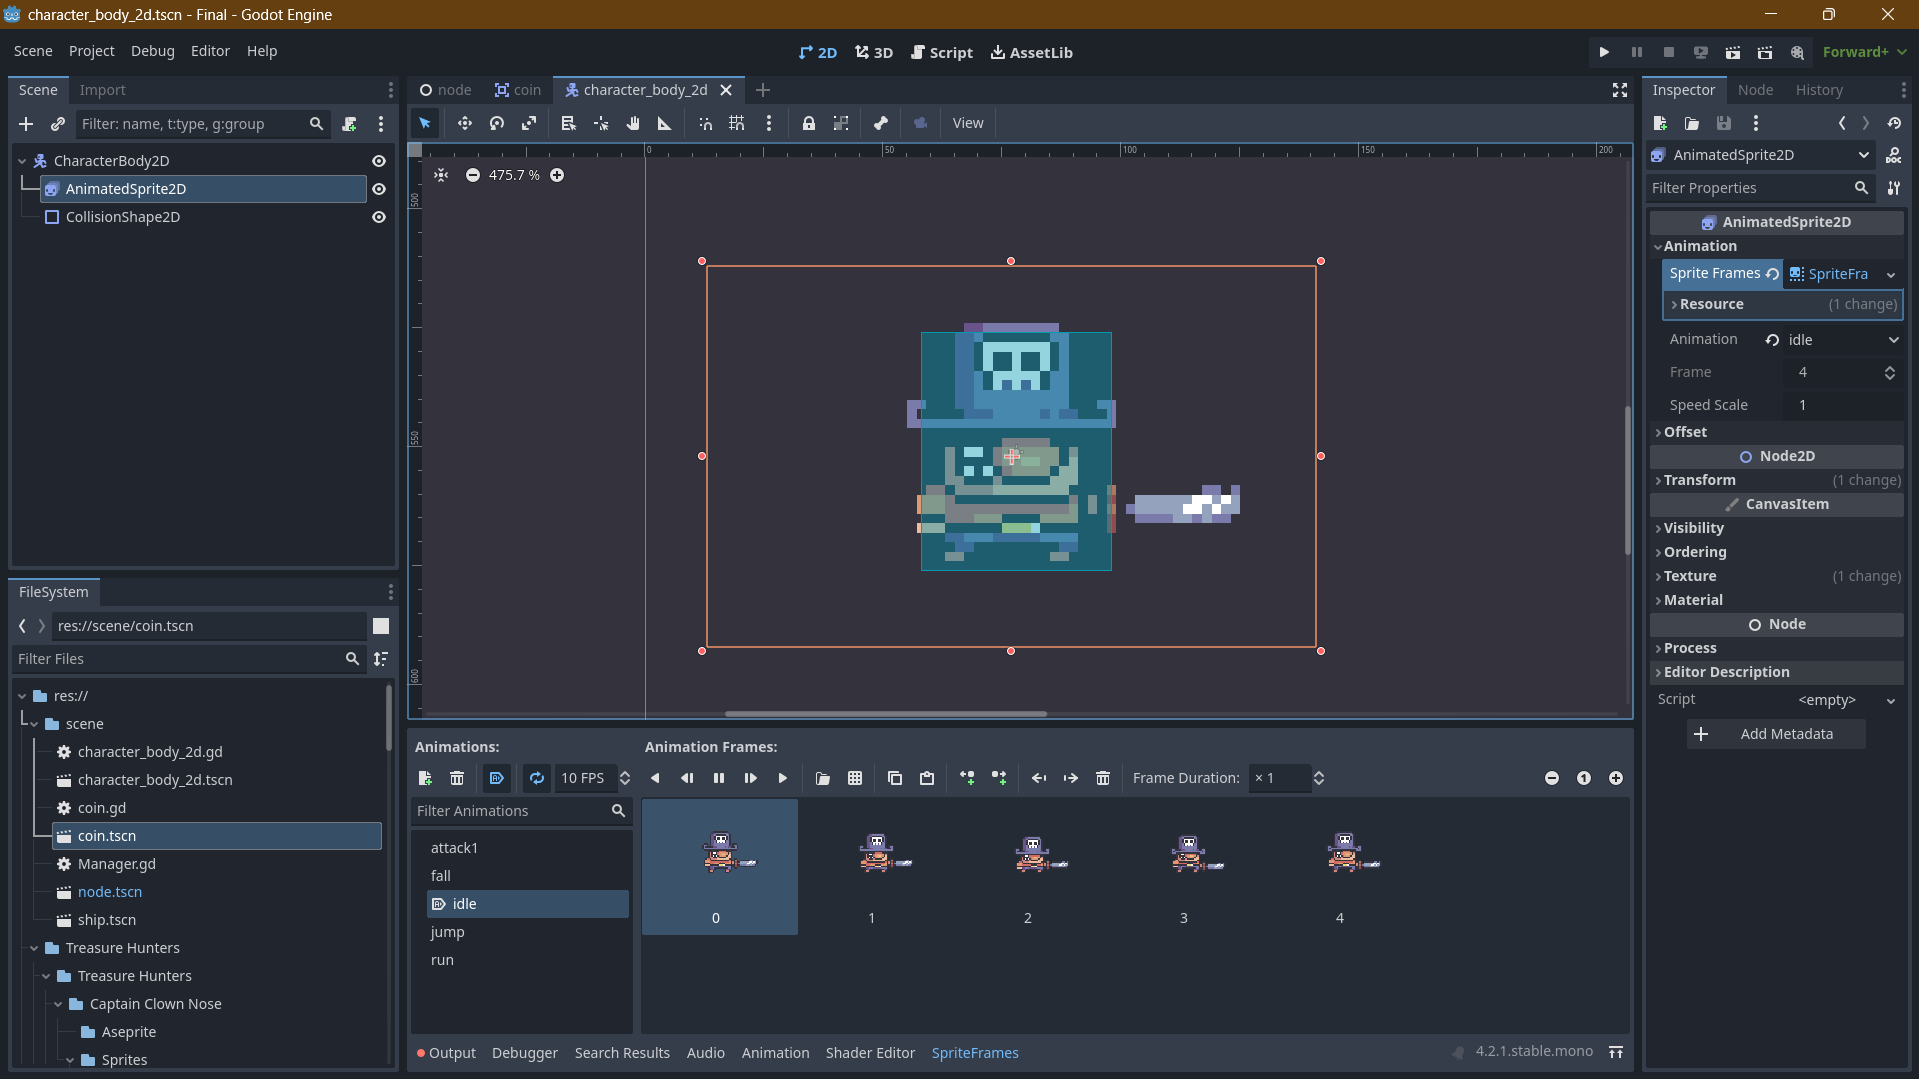 character_body_2d.tscn - Final - Godot Engine
Scene Project Debug Editor Help
2D 3D Script AssetLib
Forward+
Scene Import
Filter: name, t:type, g:group
CharacterBody2D
AnimatedSprite2D
CollisionShape2D
FileSystem
res://scene/coin.tscn
Filter Files
res://
scene
character_body_2d.gd
character_body_2d.tscn
coin.gd
coin.tscn
Manager.gd
node.tscn
ship.tscn
Treasure Hunters
Treasure Hunters
Captain Clown Nose
Aseprite
Sprites
node coin character_body_2d
View
0 50 100 150 200
500
550
600
475.7 %
Animations:
10 FPS
Filter Animations
attack1
fall
idle
jump
run
Animation Frames:
Frame Duration: × 1
0 1 2 3 4
Output Debugger Search Results Audio Animation Shader Editor SpriteFrames
4.2.1.stable.mono
Inspector Node History
AnimatedSprite2D
Filter Properties
AnimatedSprite2D
Animation
Sprite Frames SpriteFra
Resource (1 change)
Animation idle
Frame 4
Speed Scale 1
Offset
Node2D
Transform (1 change)
CanvasItem
Visibility
Ordering
Texture (1 change)
Material
Node
Process
Editor Description
Script <empty>
Add Metadata